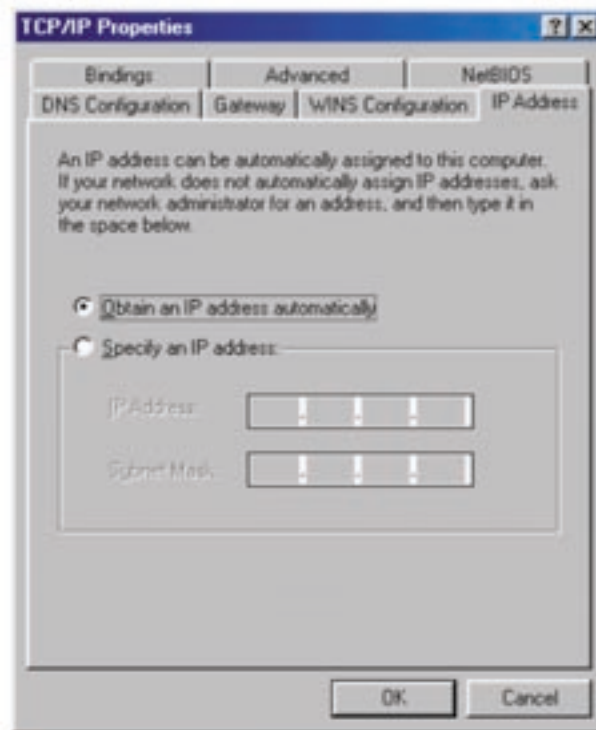 TCP/IP Properties
Bindings Advanced NetBIOS
DNS Configuration Gateway WINS Configuration IP Address
An IP address can be automatically assigned to this computer.
If your network does not automatically assign IP addresses, ask
your network administrator for an address, and then type it in
the space below.
Obtain an IP address automatically
Specify an IP address:
IP Address:
Subnet Mask:
OK Cancel